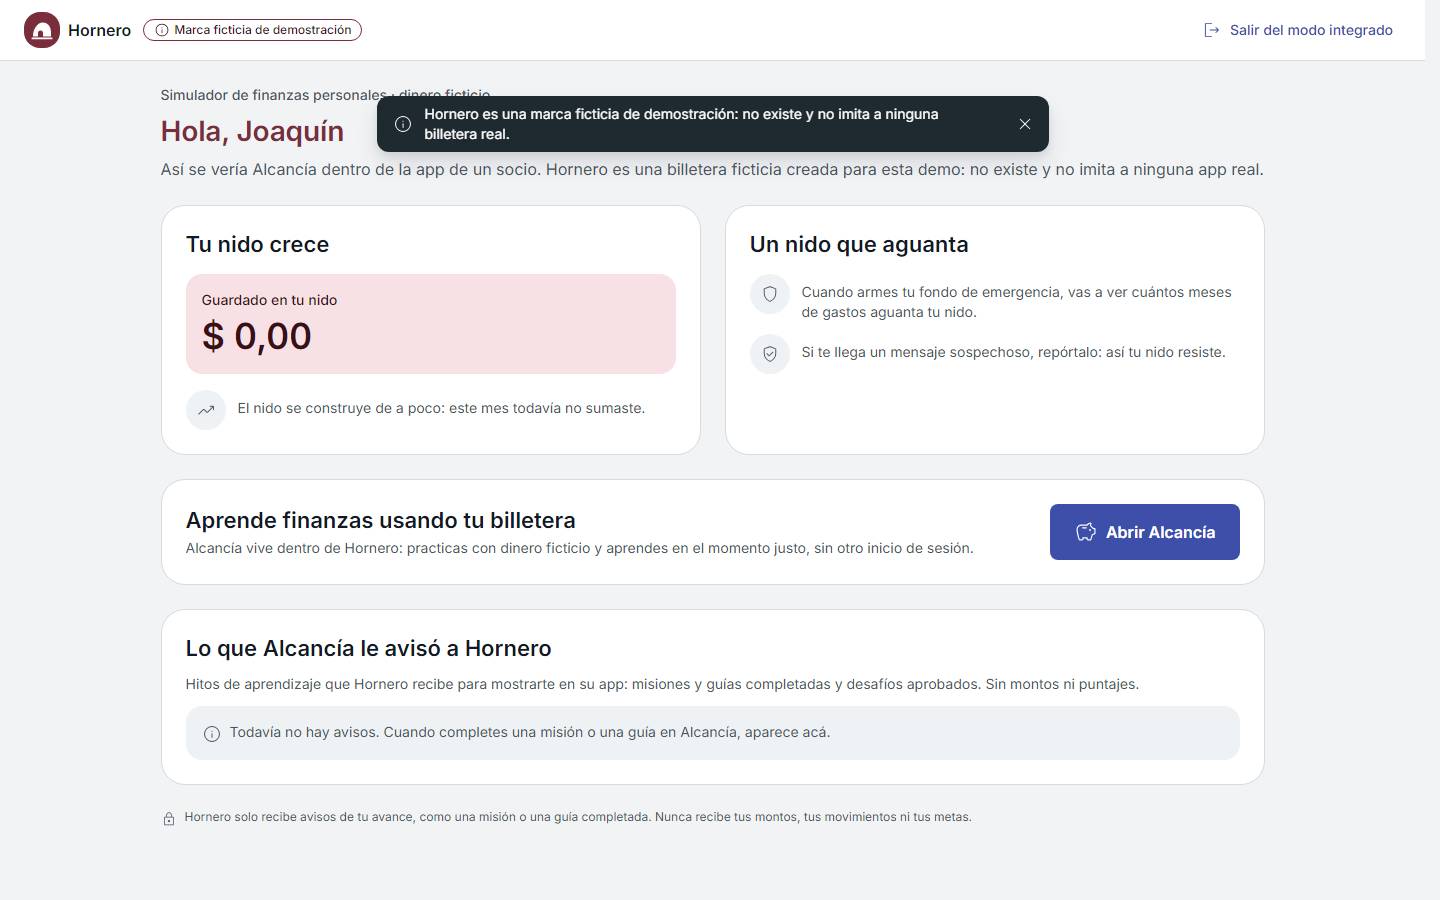 Hornero
Marca ficticia de demostración
Salir del modo integrado
Simulador de finanzas personales · dinero ficticio
Hornero es una marca ficticia de demostración: no existe y no imita a ninguna
billetera real.
Hola, Joaquín
Así se vería Alcancía dentro de la app de un socio. Hornero es una billetera ficticia creada para esta demo: no existe y no imita a ninguna app real.
Tu nido crece
Guardado en tu nido
$ 0,00
El nido se construye de a poco: este mes todavía no sumaste.
Un nido que aguanta
Cuando armes tu fondo de emergencia, vas a ver cuántos meses
de gastos aguanta tu nido.
Si te llega un mensaje sospechoso, repórtalo: así tu nido resiste.
Aprende finanzas usando tu billetera
Alcancía vive dentro de Hornero: practicas con dinero ficticio y aprendes en el momento justo, sin otro inicio de sesión.
Abrir Alcancía
Lo que Alcancía le avisó a Hornero
Hitos de aprendizaje que Hornero recibe para mostrarte en su app: misiones y guías completadas y desafíos aprobados. Sin montos ni puntajes.
Todavía no hay avisos. Cuando completes una misión o una guía en Alcancía, aparece acá.
Hornero solo recibe avisos de tu avance, como una misión o una guía completada. Nunca recibe tus montos, tus movimientos ni tus metas.